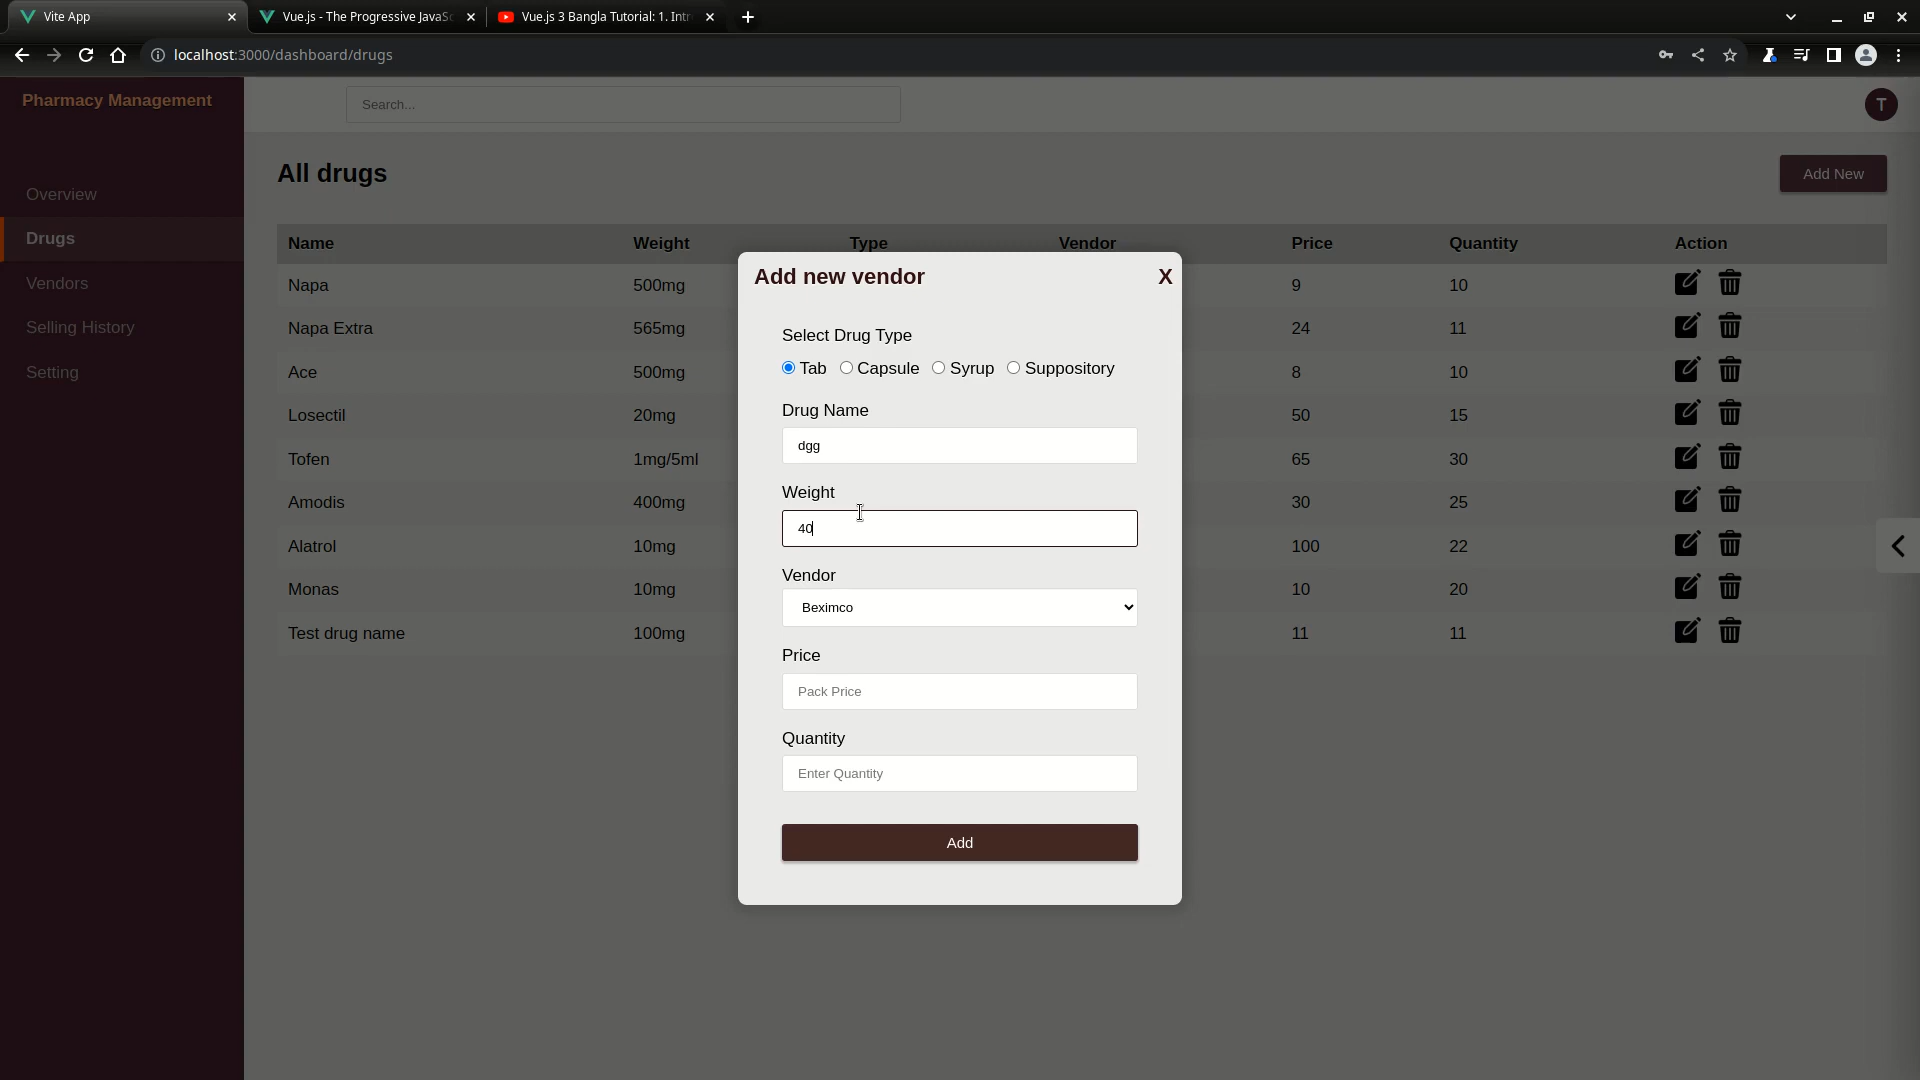 Vite App
Vue.js - The Progressive JavaSc
Vue.js 3 Bangla Tutorial: 1. Intr
localhost:3000/dashboard/drugs
Pharmacy Management
Search...
T
Overview
Drugs
Vendors
Selling History
Setting
All drugs
Add New
Name Weight Type Vendor Price Quantity Action
Napa 500mg 9 10
Napa Extra 565mg 24 11
Ace 500mg 8 10
Losectil 20mg 50 15
Tofen 1mg/5ml 65 30
Amodis 400mg 30 25
Alatrol 10mg 100 22
Monas 10mg 10 20
Test drug name 100mg 11 11
Add new vendor X
Select Drug Type
Tab Capsule Syrup Suppository
Drug Name
dgg
Weight
40
Vendor
Beximco
Price
Pack Price
Quantity
Enter Quantity
Add